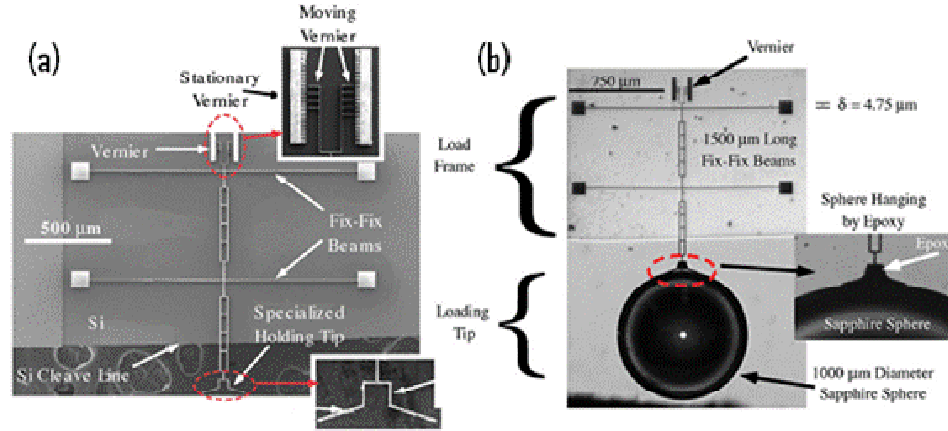 (a)
Moving
Vernier
Stationary
Vernier
Vernier
500 μm
Fix-Fix
Beams
Si
Specialized
Holding Tip
Si Cleave Line
(b)
Vernier
750 μm
= δ = 4.75 μm
Load
Frame
1500 μm Long
Fix-Fix Beams
Sphere Hanging
by Epoxy
Epox
Loading
Tip
Sapphire Sphere
1000 μm Diameter
Sapphire Sphere